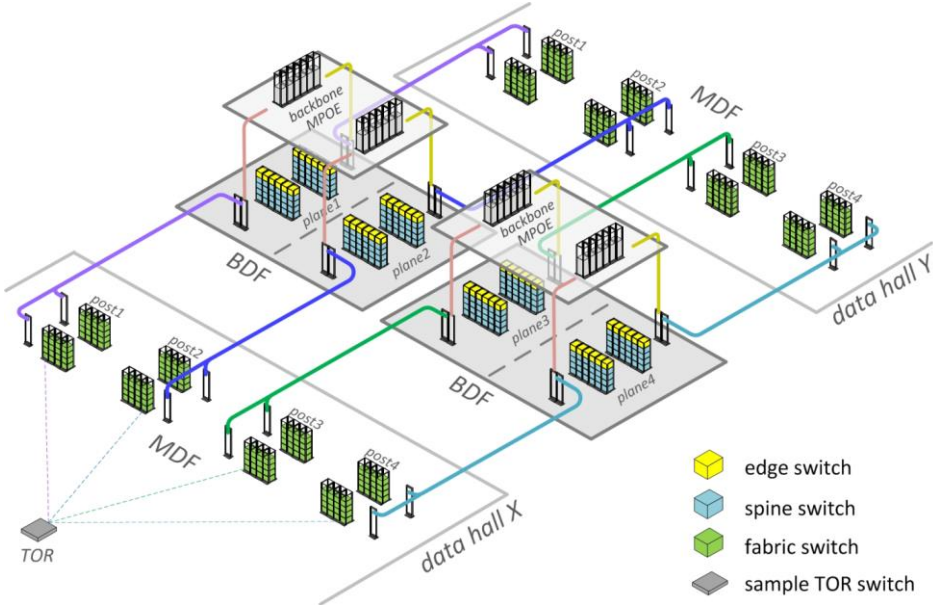 post1
post2
MDF
post3
post4
data hall Y
backbone
MPOE
backbone
MPOE
plane1
plane2
BDF
plane3
plane4
BDF
post1
post2
MDF
post3
post4
data hall X
TOR
edge switch
spine switch
fabric switch
sample TOR switch